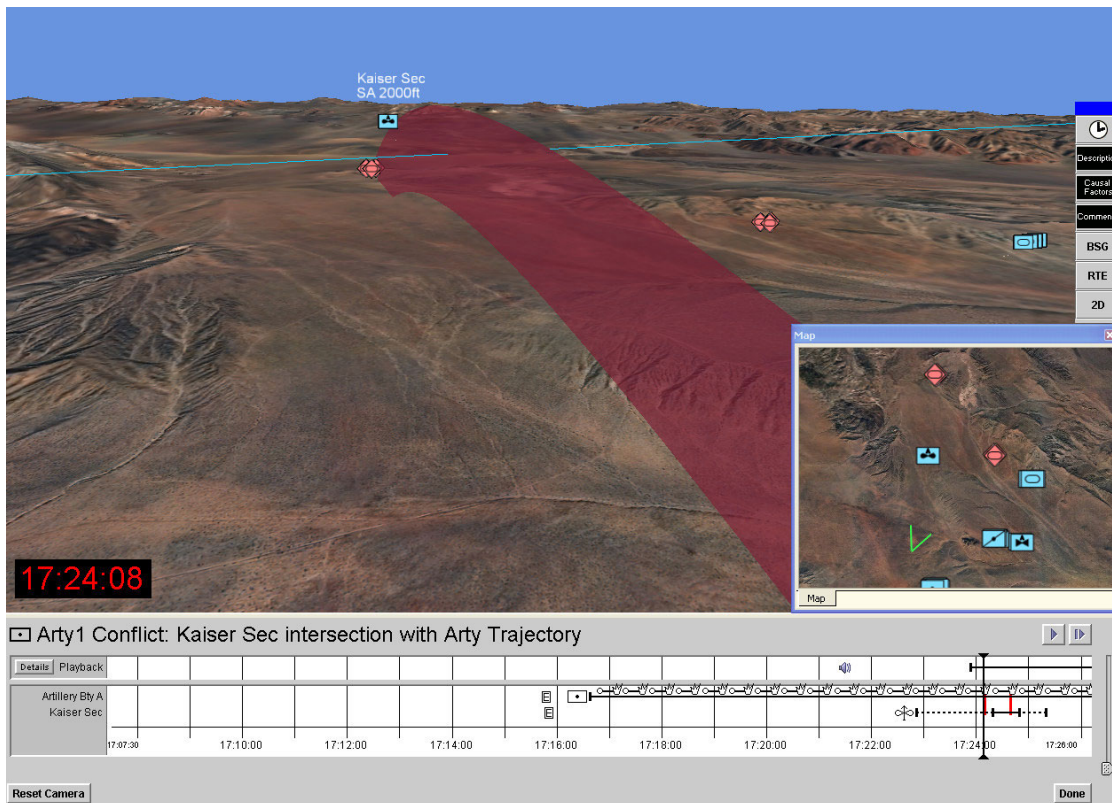 Kaiser Sec
SA 2000ft
Descripti
Causal
Factors
Commen
BSG
RTE
2D
Map
Map
17:24:08
Arty1 Conflict: Kaiser Sec intersection with Arty Trajectory
Details Playback
Artillery Bty A E
Kaiser Sec E
17:07:30 17:10:00 17:12:00 17:14:00 17:16:00 17:18:00 17:20:00 17:22:00 17:24:00 17:26:00
Reset Camera Done